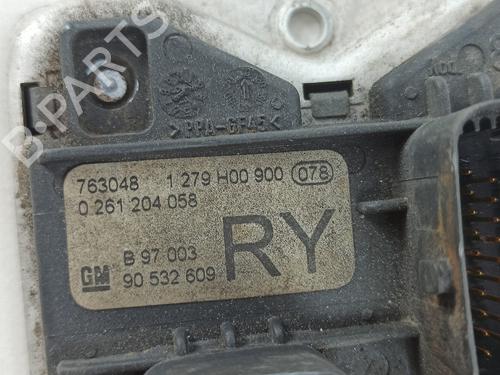 B-PARTS
>PPA-GF45<
763048 1 279 H00 900 078
0 261 204 058
B 97 003
GM 90 532 609
RY